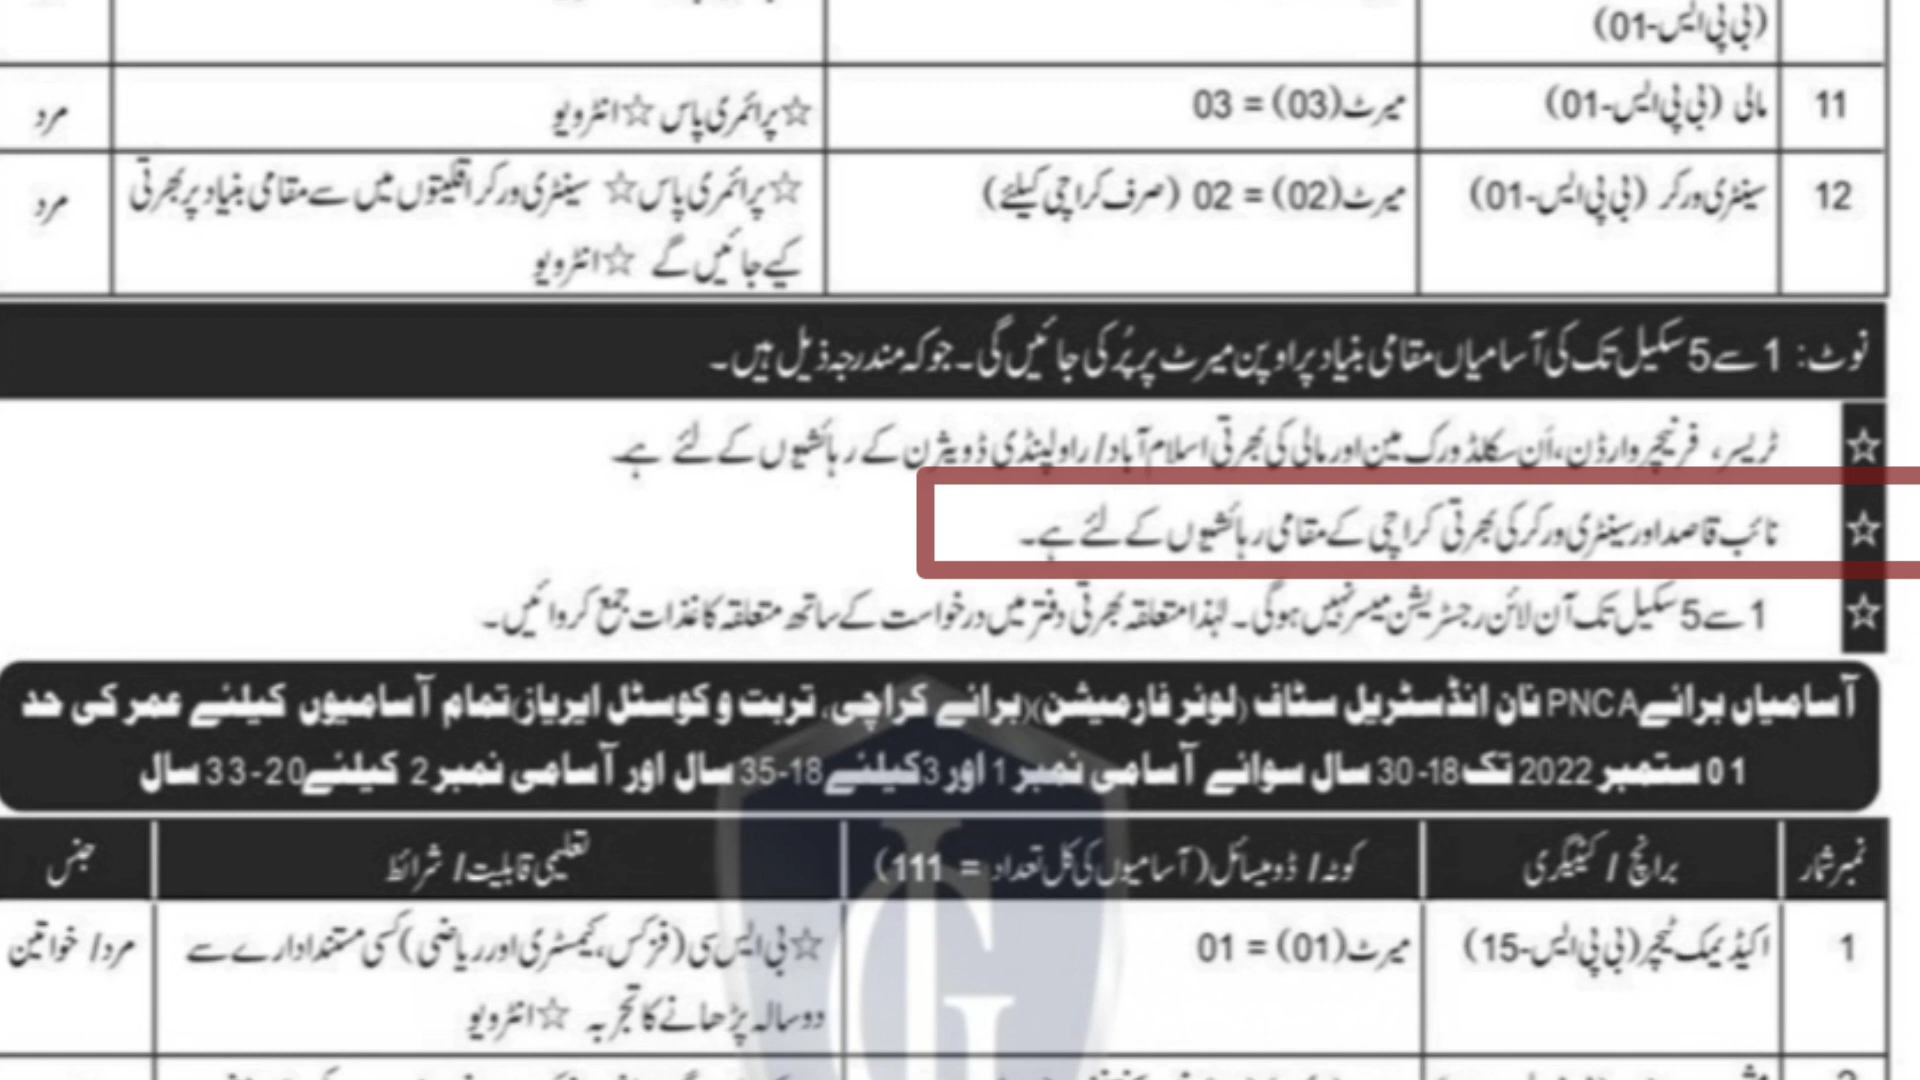 (بی پی ایس-01)
11 مالی (بی پی ایس-01) میرٹ(03) = 03 ☆پرائمری پاس ☆انٹرویو مرد
12 سینٹری ورکر (بی پی ایس-01) میرٹ(02) = 02 (صرف کراچی کیلئے) ☆پرائمری پاس☆ سینٹری ورکر اقلیتوں میں سے مقامی بنیاد پر بھرتی مرد
کیے جائیں گے ☆انٹرویو
نوٹ: 1 سے 5 سکیل تک کی آسامیاں مقامی بنیاد پر اوپن میرٹ پر پُر کی جائیں گی۔ جو کہ مندرجہ ذیل ہیں۔
☆ ٹریسر، فرنیچر وارڈن، اَن سکلڈ ورک مین اور مالی کی بھرتی اسلام آباد/راولپنڈی ڈویثرن کے رہائشیوں کے لئے ہے۔
☆ نائب قاصد اور سینٹری ورکر کی بھرتی کراچی کے مقامی رہائشیوں کے لئے ہے۔
☆ 1 سے 5 سکیل تک آن لائن رجسٹریشن میسر نہیں ہوگی۔ لہٰذا متعلقہ بھرتی دفتر میں درخواست کے ساتھ متعلقہ کاغذات جمع کروائیں۔
آسامیاں برائے PNCA نان انڈسٹریل سٹاف (لوئر فارمیشن)(برائے کراچی، تربت و کوسٹل ایریاز) تمام آسامیوں کیلئے عمر کی حد
01 ستمبر 2022 تک 18-30 سال سوائے آسامی نمبر 1 اور 3 کیلئے 18-35 سال اور آسامی نمبر 2 کیلئے 20-33 سال
نمبر شمار برانچ / کیٹیگری کوٹہ/ ڈومیسائل (آسامیوں کی کل تعداد = 111) تعلیمی قابلیت/ شرائط جنس
1 اکیڈیمک ٹیچر (بی پی ایس-15) میرٹ(01) = 01 ☆بی ایس سی (فزکس، کیمسٹری اور ریاضی) کسی مستند ادارے سے مرد/ خواتین
دو سالہ پڑھانے کا تجربہ ☆انٹرویو